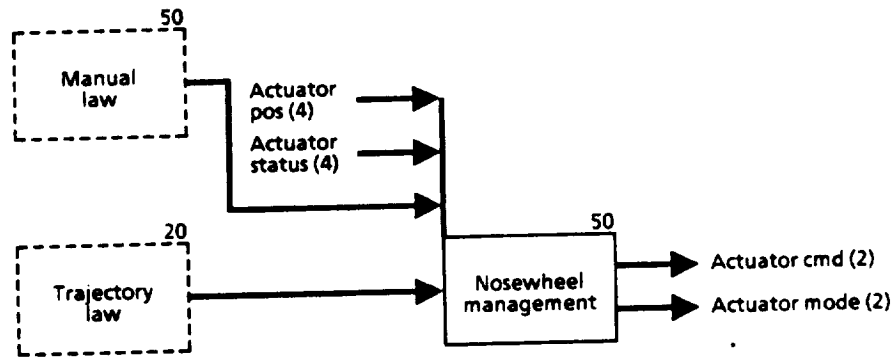 50
Manual
law
Actuator
pos (4)
Actuator
status (4)
20
Trajectory
law
50
Nosewheel
management
Actuator cmd (2)
Actuator mode (2)